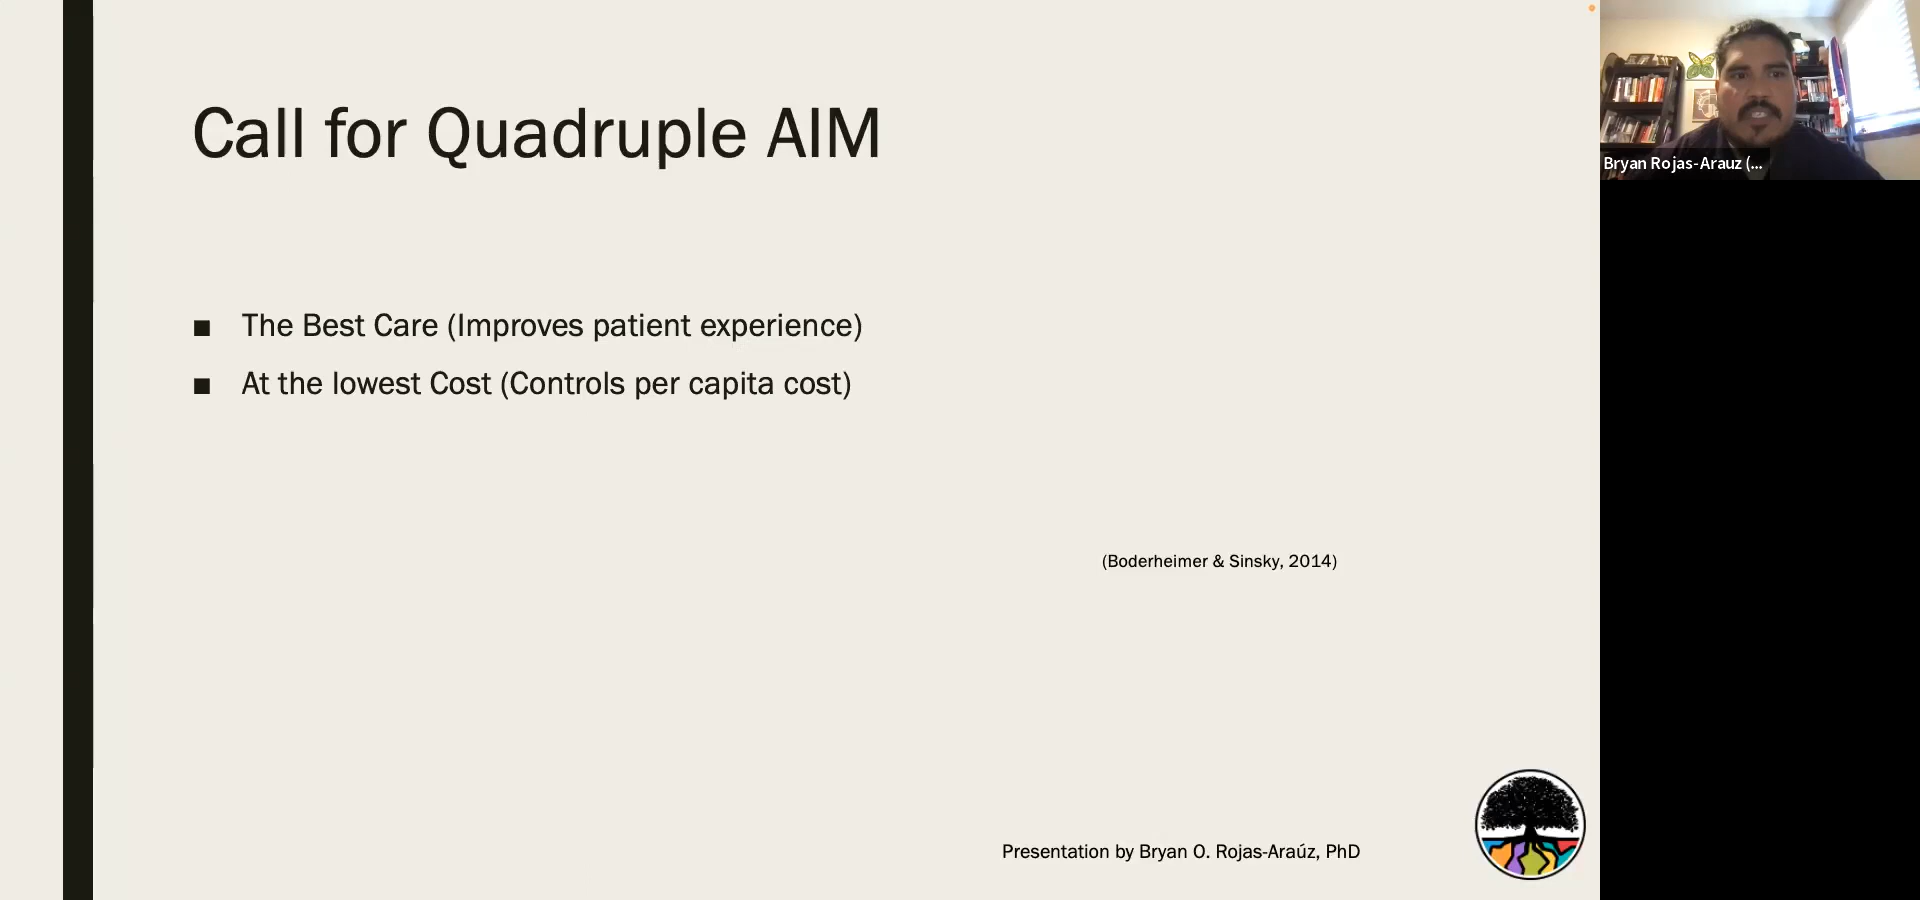 Call for Quadruple AIM
■ The Best Care (Improves patient experience)
■ At the lowest Cost (Controls per capita cost)
(Boderheimer & Sinsky, 2014)
Presentation by Bryan O. Rojas-Araúz, PhD
Bryan Rojas-Arauz (...